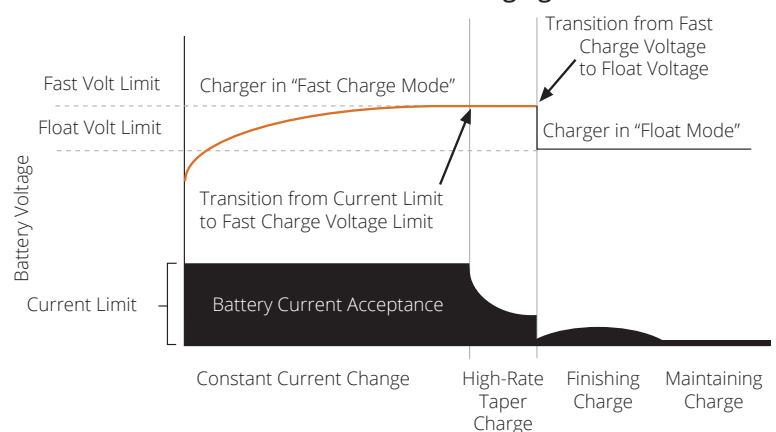 Transition from Fast
Charge Voltage
to Float Voltage
Fast Volt Limit
Charger in “Fast Charge Mode”
Float Volt Limit
Charger in “Float Mode”
Battery Voltage
Transition from Current Limit
to Fast Charge Voltage Limit
Current Limit
Battery Current Acceptance
Constant Current Change
High-Rate
Taper
Charge
Finishing
Charge
Maintaining
Charge